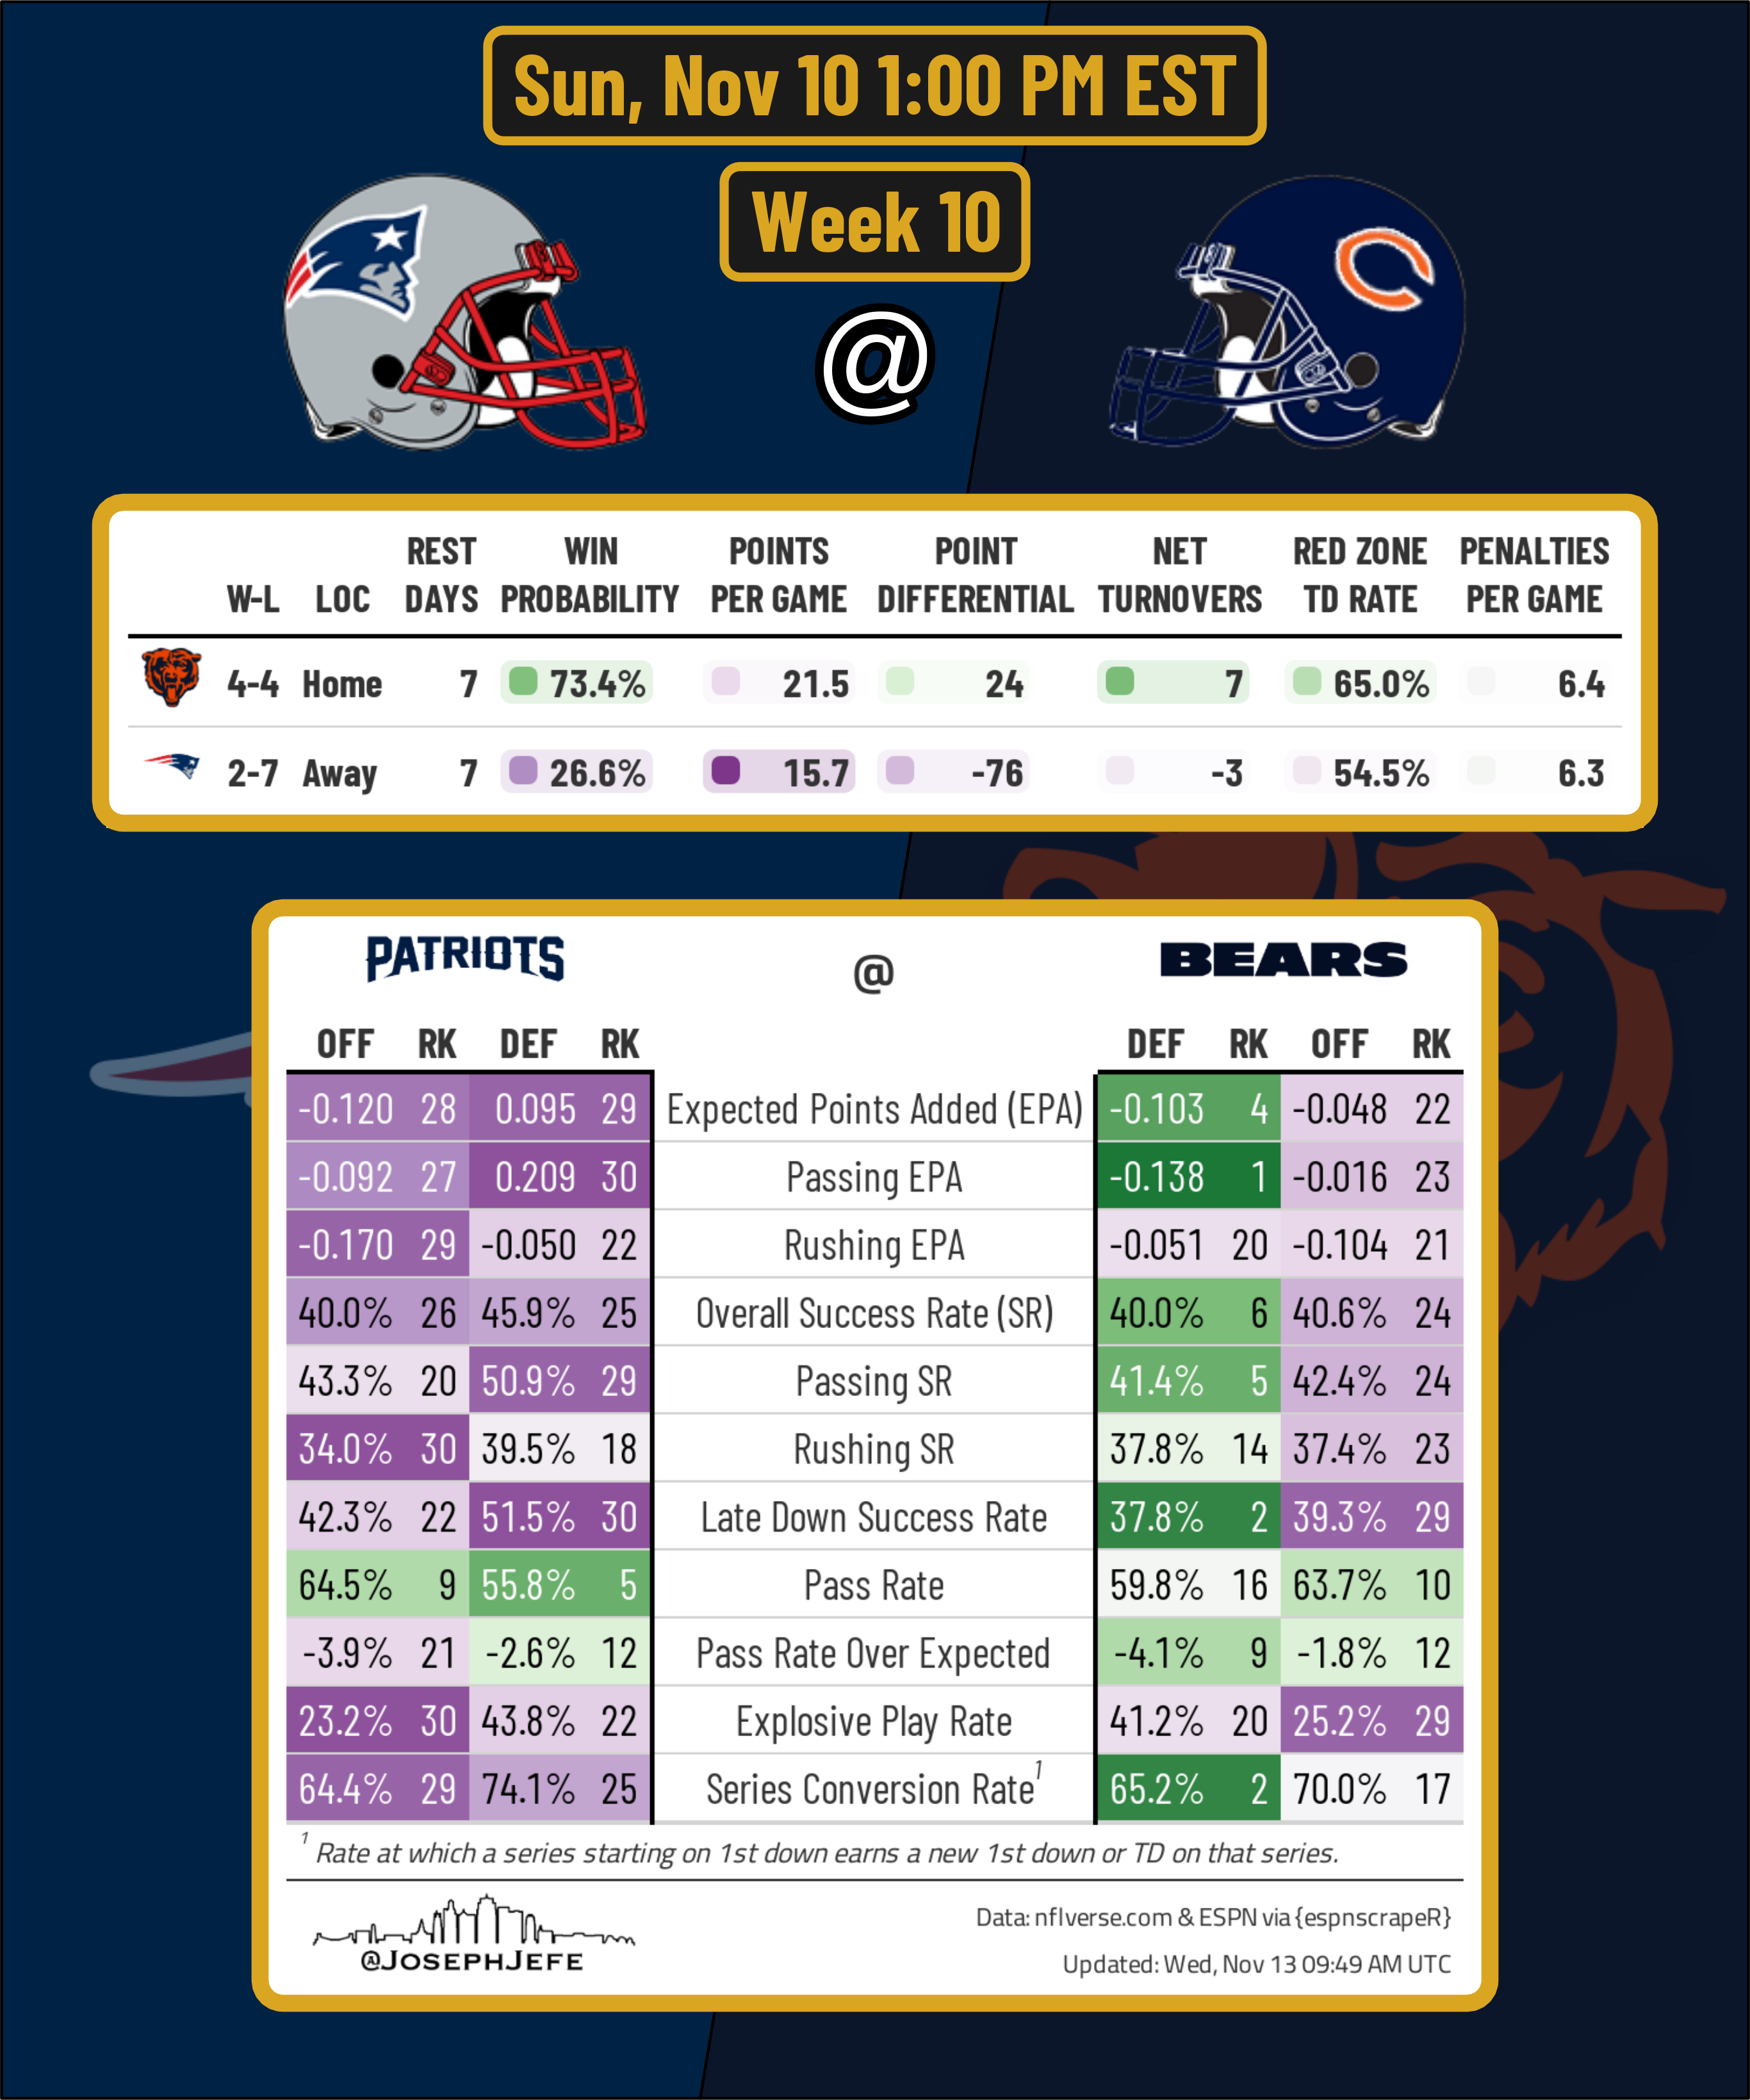 Sun, Nov 10 1:00 PM EST
Week 10
@
REST WIN POINTS POINT NET RED ZONE PENALTIES
W-L LOC DAYS PROBABILITY PER GAME DIFFERENTIAL TURNOVERS TD RATE PER GAME
4-4 Home 7 73.4% 21.5 24 7 65.0% 6.4
2-7 Away 7 26.6% 15.7 -76 -3 54.5% 6.3
PATRIOTS @ BEARS
OFF RK DEF RK DEF RK OFF RK
-0.120 28 0.095 29 Expected Points Added (EPA) -0.103 4 -0.048 22
-0.092 27 0.209 30 Passing EPA -0.138 1 -0.016 23
-0.170 29 -0.050 22 Rushing EPA -0.051 20 -0.104 21
40.0% 26 45.9% 25 Overall Success Rate (SR) 40.0% 6 40.6% 24
43.3% 20 50.9% 29 Passing SR 41.4% 5 42.4% 24
34.0% 30 39.5% 18 Rushing SR 37.8% 14 37.4% 23
42.3% 22 51.5% 30 Late Down Success Rate 37.8% 2 39.3% 29
64.5% 9 55.8% 5 Pass Rate 59.8% 16 63.7% 10
-3.9% 21 -2.6% 12 Pass Rate Over Expected -4.1% 9 -1.8% 12
23.2% 30 43.8% 22 Explosive Play Rate 41.2% 20 25.2% 29
64.4% 29 74.1% 25 Series Conversion Rate¹ 65.2% 2 70.0% 17
¹ Rate at which a series starting on 1st down earns a new 1st down or TD on that series.
@JosephJefe
Data: nflverse.com & ESPN via {espnscrapeR}
Updated: Wed, Nov 13 09:49 AM UTC